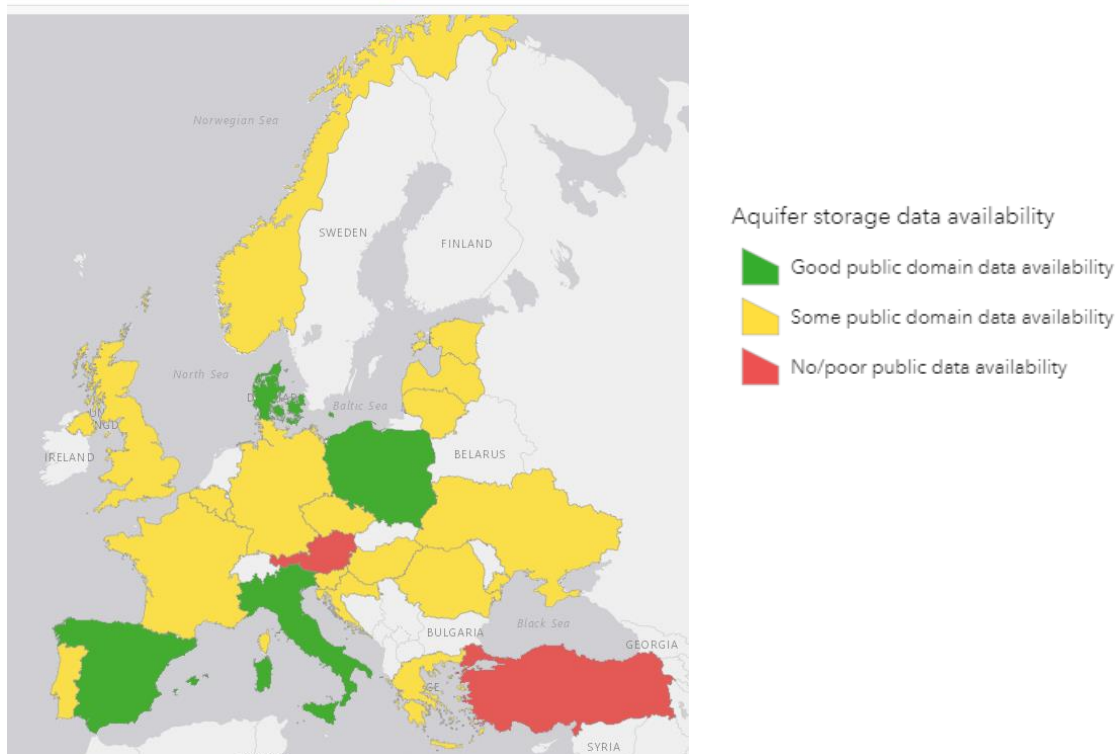 Norwegian Sea
SWEDEN
FINLAND
North Sea
Baltic Sea
IRELAND
BELARUS
BULGARIA
Black Sea
GEORGIA
SYRIA
Aquifer storage data availability
Good public domain data availability
Some public domain data availability
No/poor public data availability